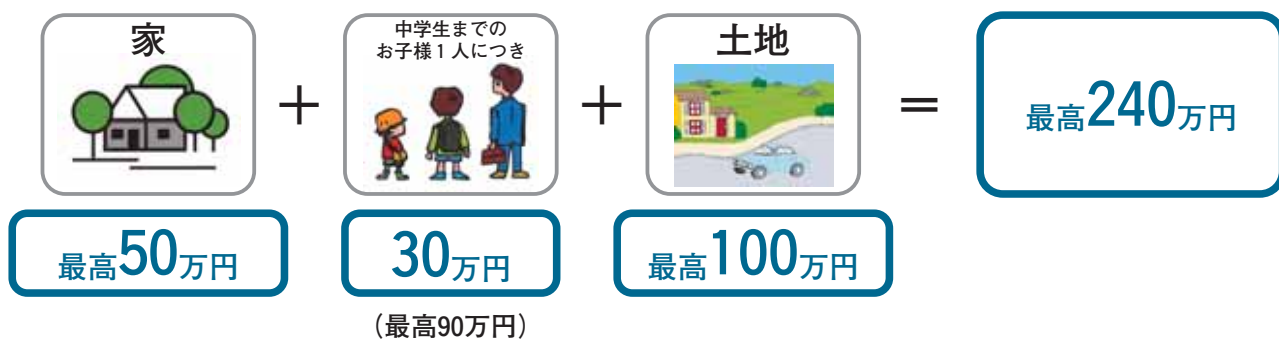 家
中学生までの
お子様1人につき
土地
+
+
=
最高240万円
最高50万円
30万円
最高100万円
(最高90万円)